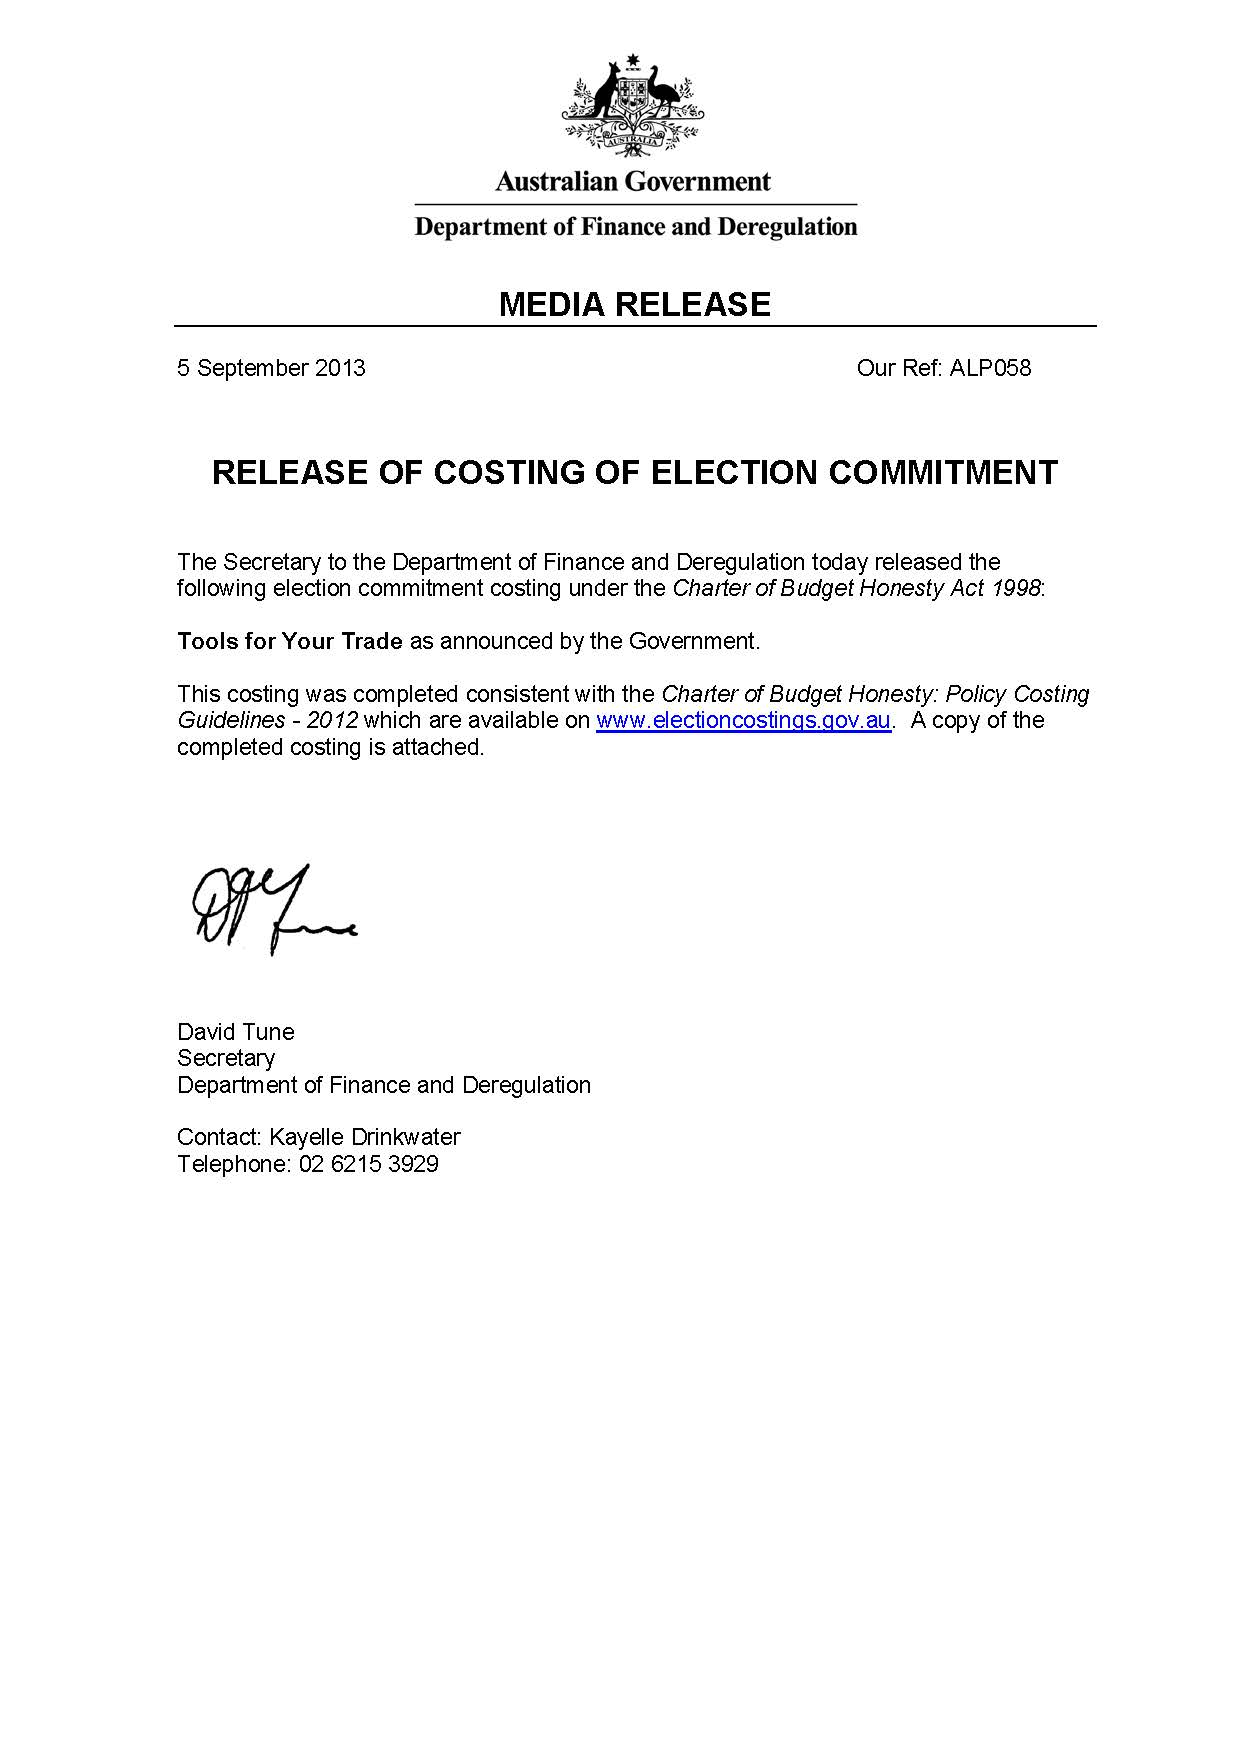 AUSTRALIA
Australian Government
Department of Finance and Deregulation
MEDIA RELEASE
5 September 2013 Our Ref: ALP058
RELEASE OF COSTING OF ELECTION COMMITMENT
The Secretary to the Department of Finance and Deregulation today released the
following election commitment costing under the Charter of Budget Honesty Act 1998:
Tools for Your Trade as announced by the Government.
This costing was completed consistent with the Charter of Budget Honesty: Policy Costing
Guidelines - 2012 which are available on www.electioncostings.gov.au.  A copy of the
completed costing is attached.
David Tune
Secretary
Department of Finance and Deregulation
Contact: Kayelle Drinkwater
Telephone: 02 6215 3929